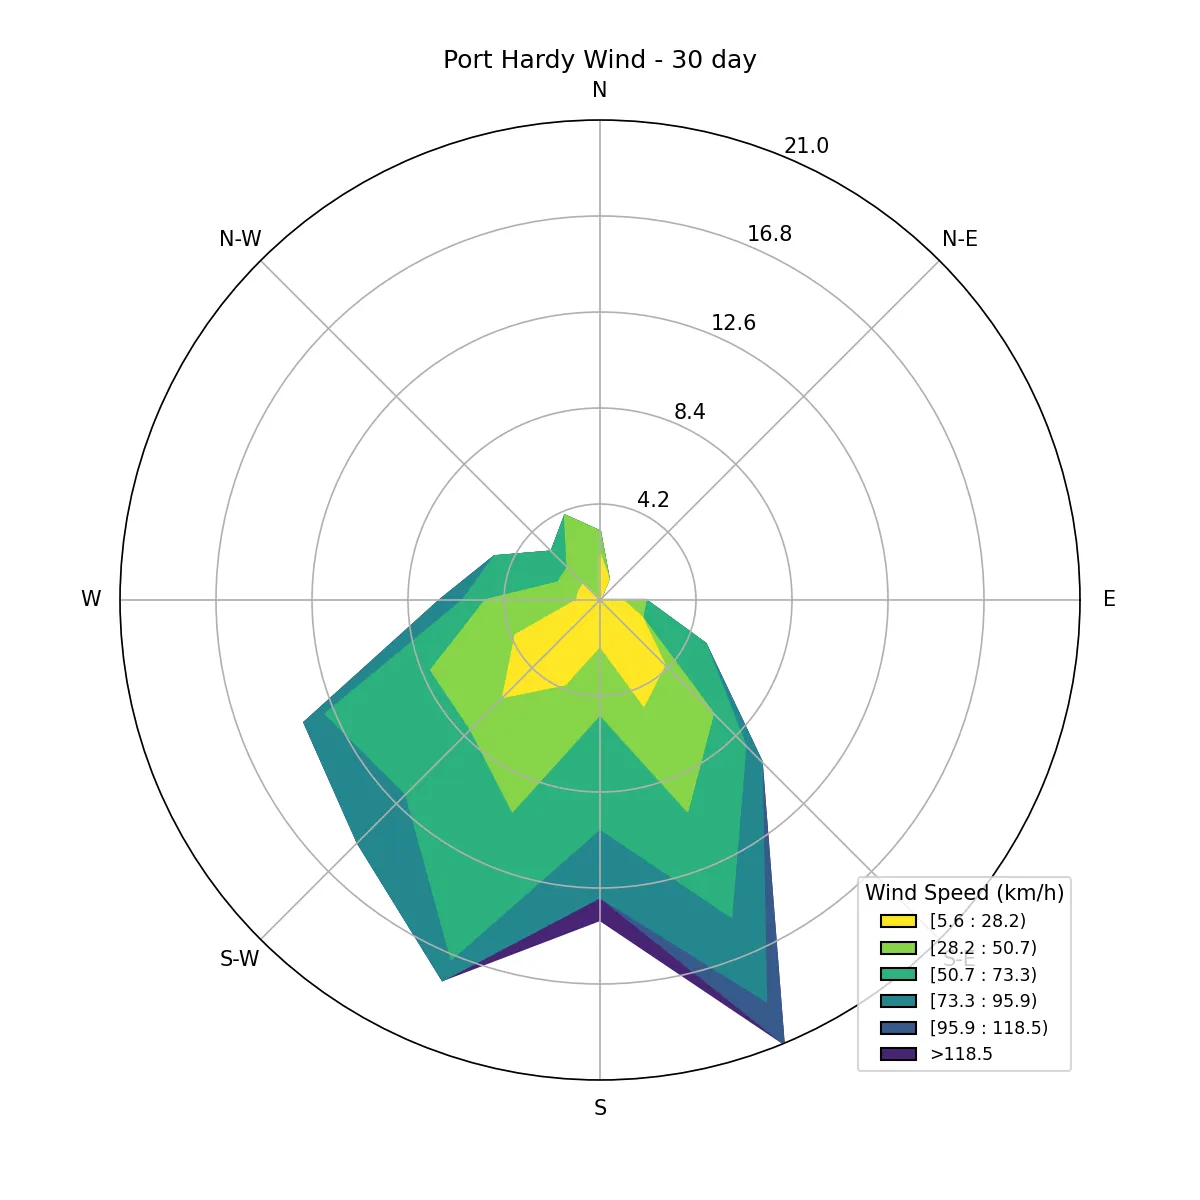 Port Hardy Wind - 30 day
N
21.0
16.8
N-W
N-E
12.6
8.4
4.2
W
E
Wind Speed (km/h)
[5.6 : 28.2)
[28.2 : 50.7)
S-W
S-E
[50.7 : 73.3)
[73.3 : 95.9)
[95.9 : 118.5)
>118.5
S